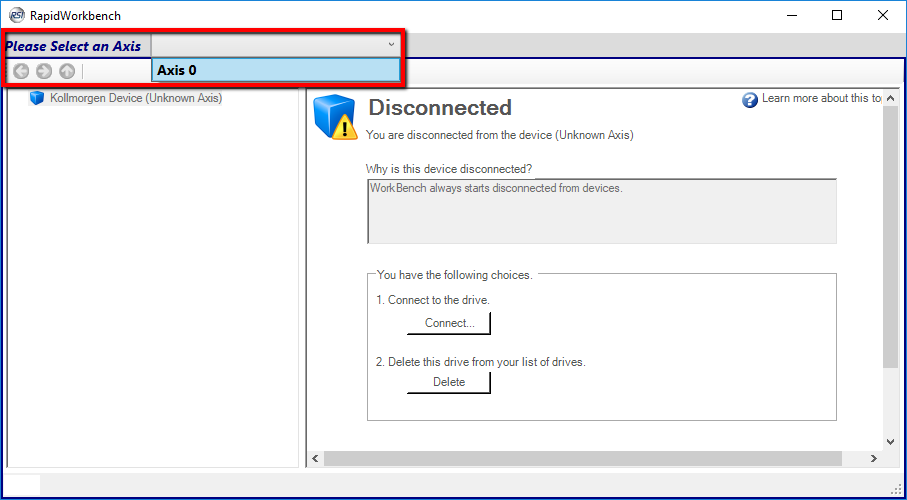 RSI RapidWorkbench
Please Select an Axis
Axis 0
Kollmorgen Device (Unknown Axis)
Disconnected
Learn more about this to
You are disconnected from the device (Unknown Axis)
Why is this device disconnected?
WorkBench always starts disconnected from devices.
You have the following choices.
1. Connect to the drive.
Connect...
2. Delete this drive from your list of drives.
Delete